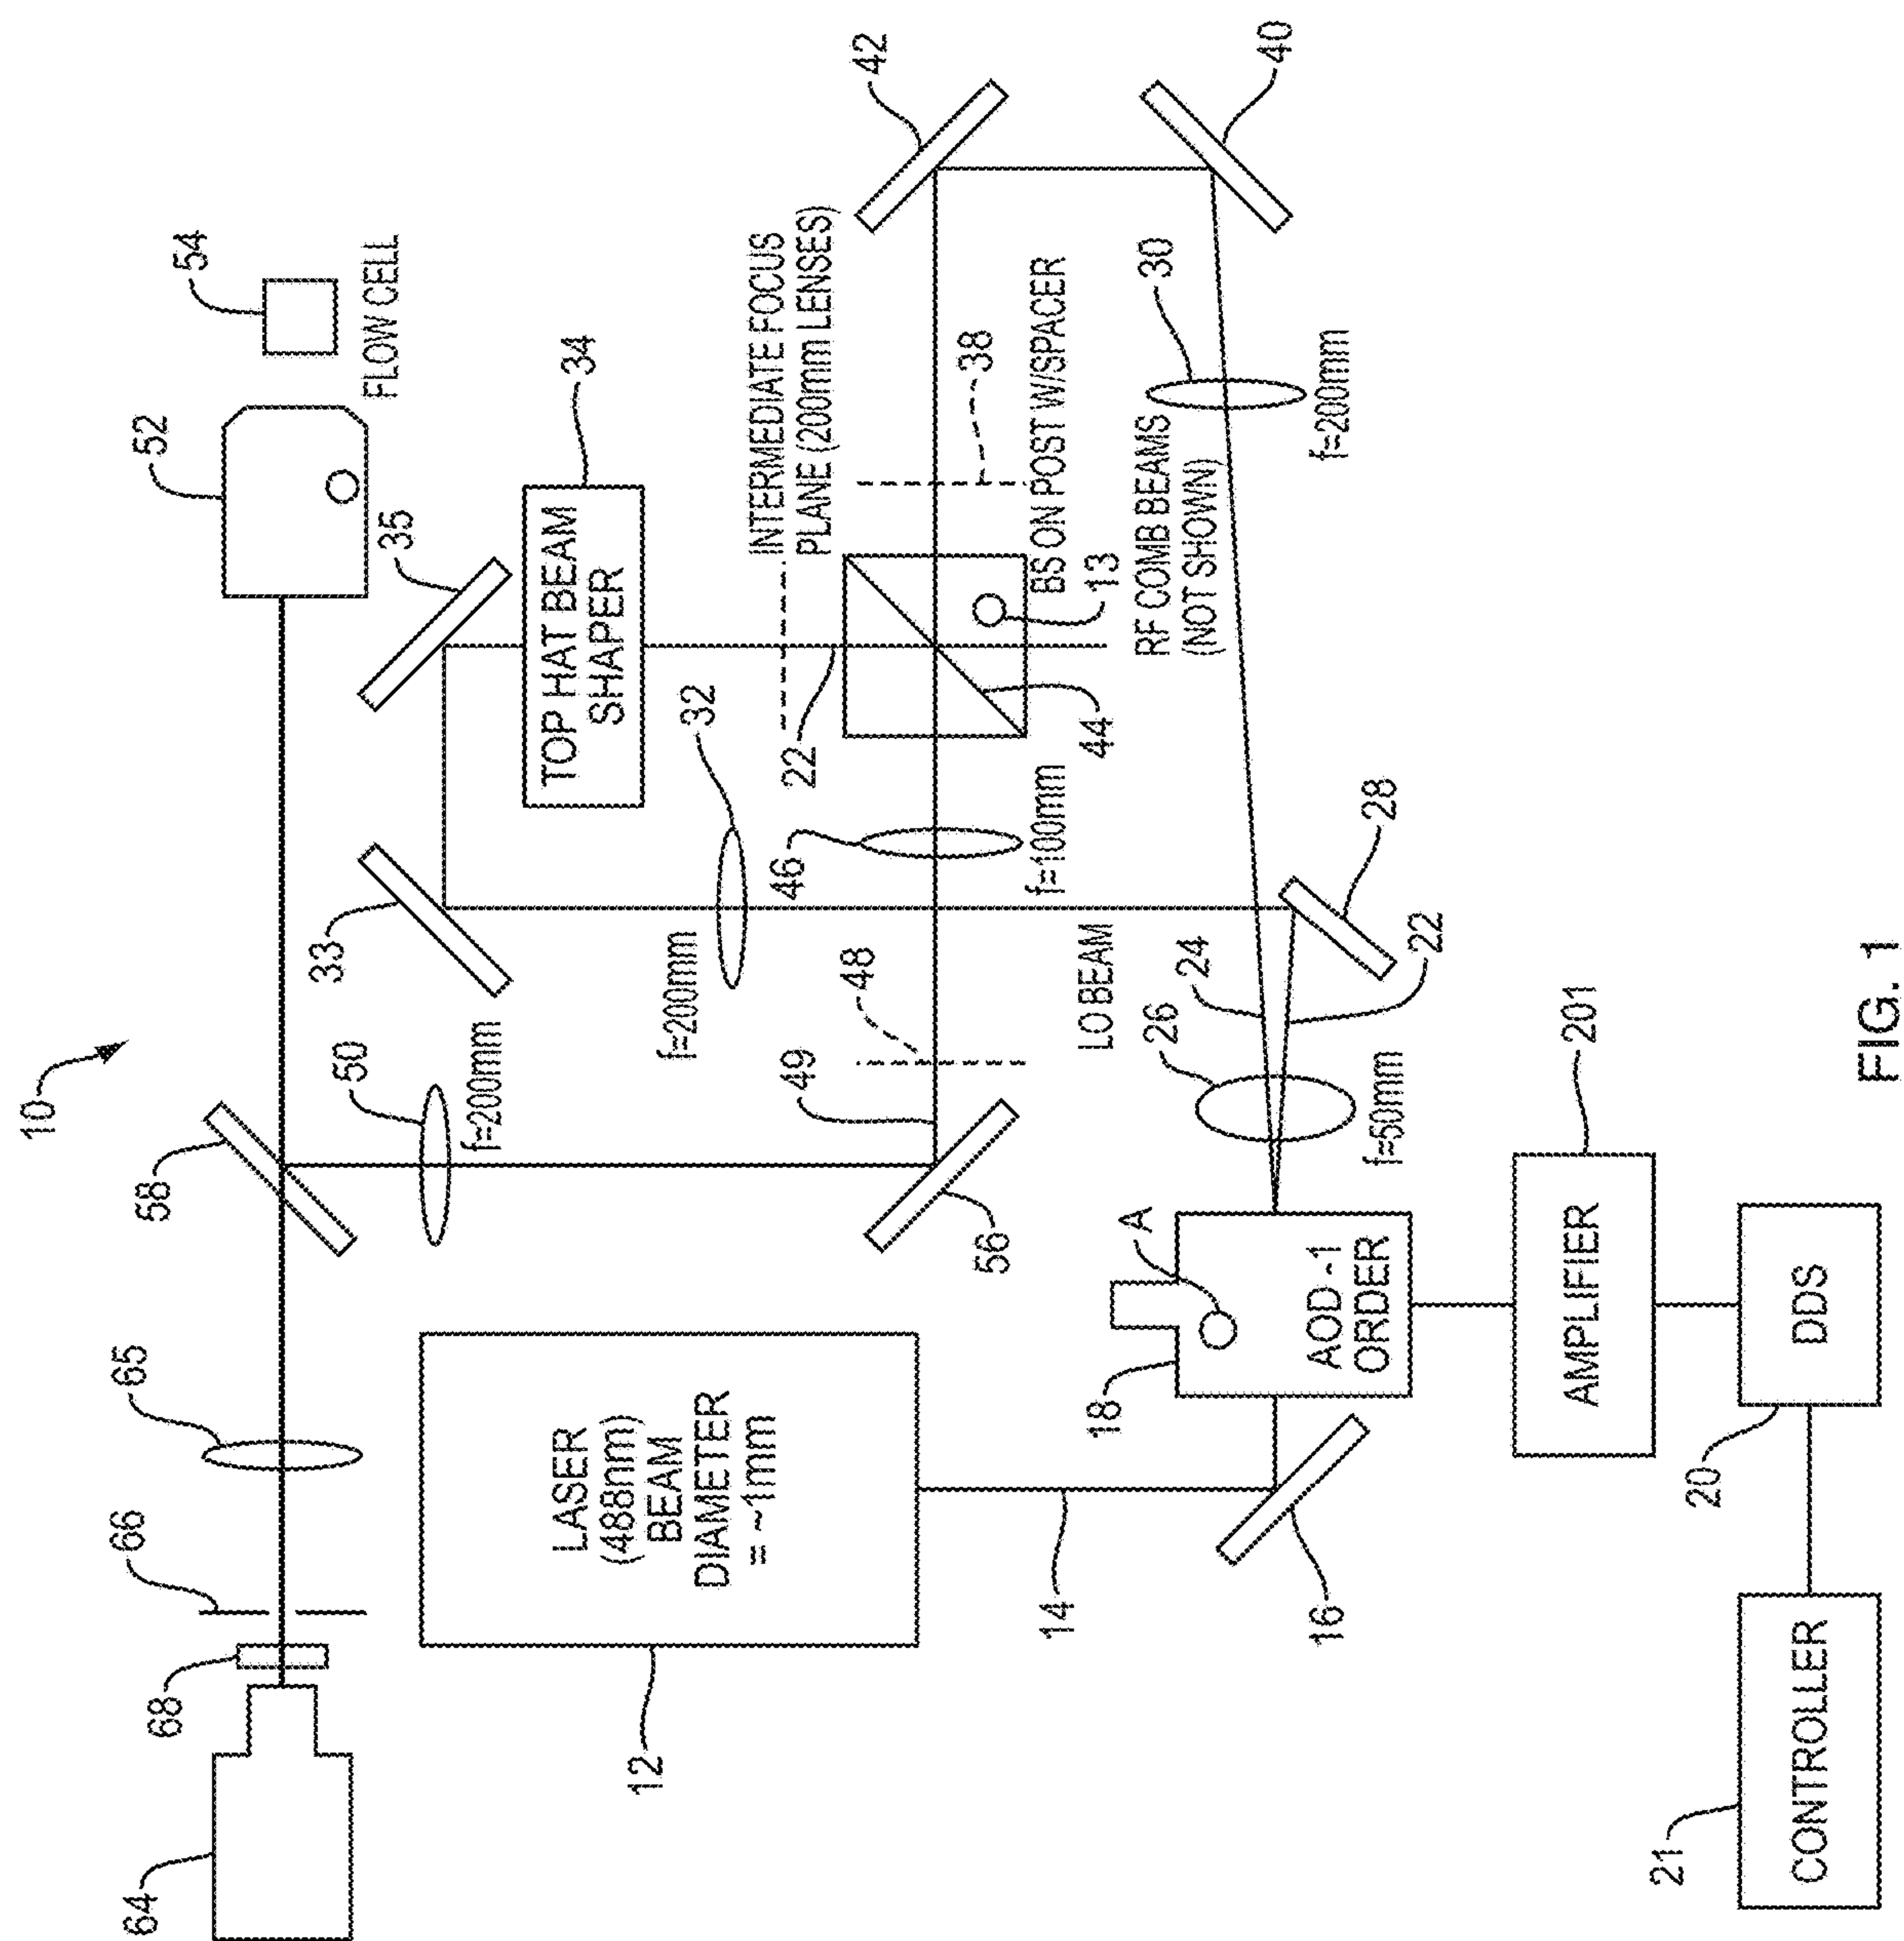 10
54
FLOW CELL
52
35
34
TOP HAT BEAM
SHAPER
42
40
INTERMEDIATE FOCUS
PLANE (200mm LENSES)
38
BS ON POST W/SPACER
13
30
f=200mm
RF COMB BEAMS
(NOT SHOWN)
22
44
32
f=200mm
33
46
f=100mm
28
22
24
LO BEAM
26
f=50mm
48
49
50
f=200mm
58
56
65
66
68
64
LASER
(488nm)
BEAM
DIAMETER
= ~1mm
12
14
16
18
A
AOD -1
ORDER
201
AMPLIFIER
DDS
20
CONTROLLER
21
FIG. 1